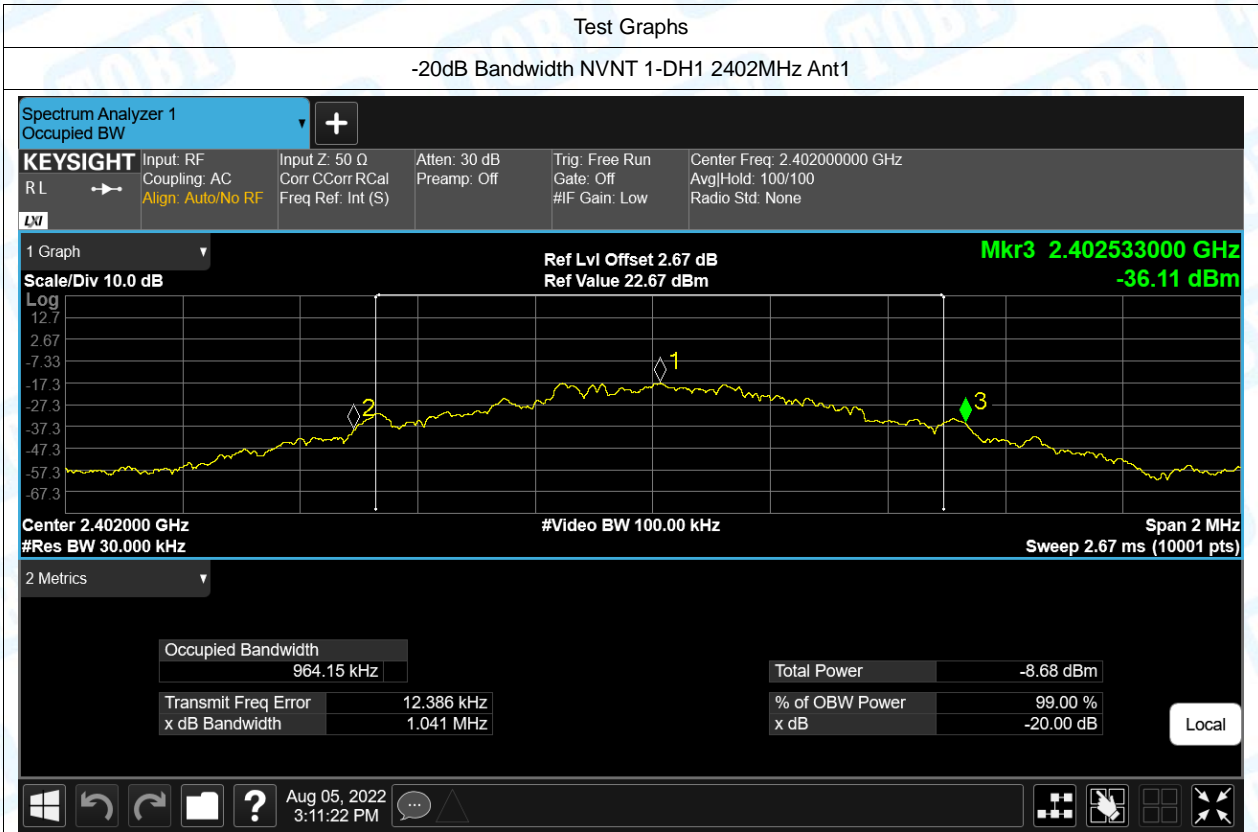 Test Graphs
-20dB Bandwidth NVNT 1-DH1 2402MHz Ant1
Spectrum Analyzer 1
Occupied BW
KEYSIGHT
RL
LXI
Input: RF
Coupling: AC
Align: Auto/No RF
Input Z: 50 Ω
Corr CCorr RCal
Freq Ref: Int (S)
Atten: 30 dB
Preamp: Off
Trig: Free Run
Gate: Off
#IF Gain: Low
Center Freq: 2.402000000 GHz
Avg|Hold: 100/100
Radio Std: None
1 Graph
Scale/Div 10.0 dB
Ref Lvl Offset 2.67 dB
Ref Value 22.67 dBm
Mkr3 2.402533000 GHz
-36.11 dBm
Log
12.7
2.67
-7.33
-17.3
-27.3
-37.3
-47.3
-57.3
-67.3
1
2
3
Center 2.402000 GHz
#Res BW 30.000 kHz
#Video BW 100.00 kHz
Span 2 MHz
Sweep 2.67 ms (10001 pts)
2 Metrics
Occupied Bandwidth
964.15 kHz
Transmit Freq Error 12.386 kHz
x dB Bandwidth 1.041 MHz
Total Power -8.68 dBm
% of OBW Power 99.00 %
x dB -20.00 dB
Local
Aug 05, 2022
3:11:22 PM
TOBY